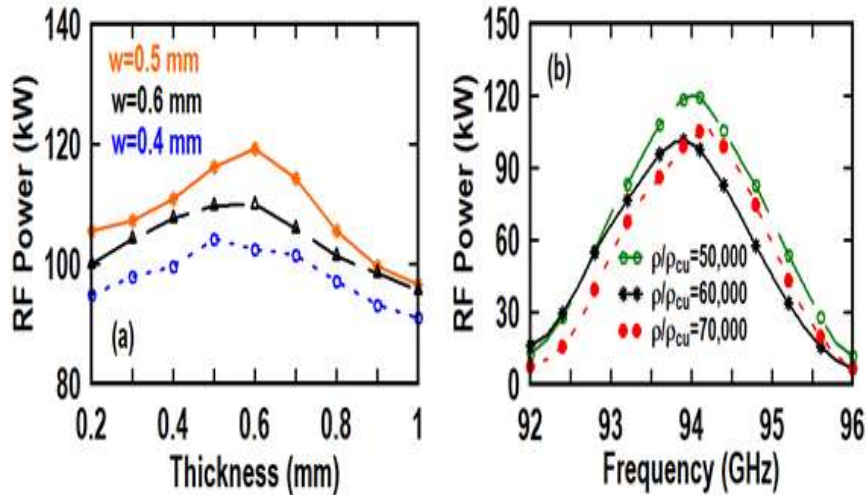 RF Power (kW)
140
120
100
80
w=0.5 mm
w=0.6 mm
w=0.4 mm
(a)
0.2
0.4
0.6
0.8
1
Thickness (mm)
RF Power (kW)
150
120
90
60
30
0
(b)
ρ/ρcu=50,000
ρ/ρcu=60,000
ρ/ρcu=70,000
92
93
94
95
96
Frequency (GHz)